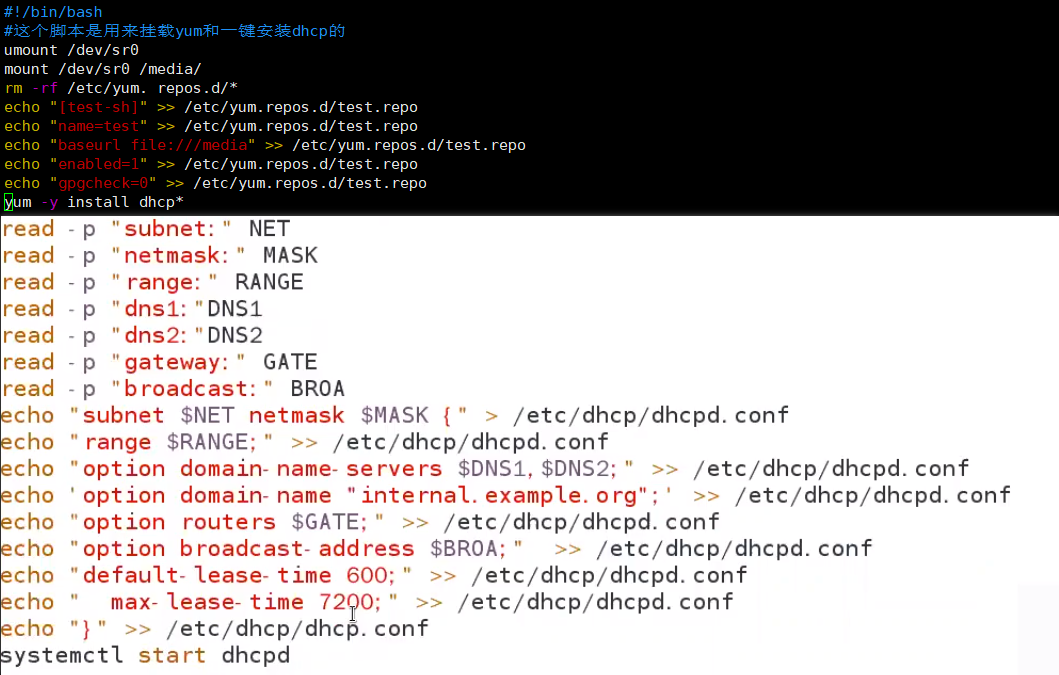 #!/bin/bash
#这个脚本是用来挂载yum和一键安装dhcp的
umount /dev/sr0
mount /dev/sr0 /media/
rm -rf /etc/yum. repos.d/*
echo "[test-sh]" >> /etc/yum.repos.d/test.repo
echo "name=test" >> /etc/yum.repos.d/test.repo
echo "baseurl file:///media" >> /etc/yum.repos.d/test.repo
echo "enabled=1" >> /etc/yum.repos.d/test.repo
echo "gpgcheck=0" >> /etc/yum.repos.d/test.repo
yum -y install dhcp*
read -p "subnet:" NET
read -p "netmask:" MASK
read -p "range:" RANGE
read -p "dns1:"DNS1
read -p "dns2:"DNS2
read -p "gateway:" GATE
read -p "broadcast:" BROA
echo "subnet $NET netmask $MASK {" > /etc/dhcp/dhcpd.conf
echo "range $RANGE;" >> /etc/dhcp/dhcpd.conf
echo "option domain-name-servers $DNS1,$DNS2;" >> /etc/dhcp/dhcpd.conf
echo 'option domain-name "internal.example.org";' >> /etc/dhcp/dhcpd.conf
echo "option routers $GATE;" >> /etc/dhcp/dhcpd.conf
echo "option broadcast-address $BROA;"  >> /etc/dhcp/dhcpd.conf
echo "default-lease-time 600;" >> /etc/dhcp/dhcpd.conf
echo "  max-lease-time 7200;" >> /etc/dhcp/dhcpd.conf
echo "}" >> /etc/dhcp/dhcp.conf
systemctl start dhcpd